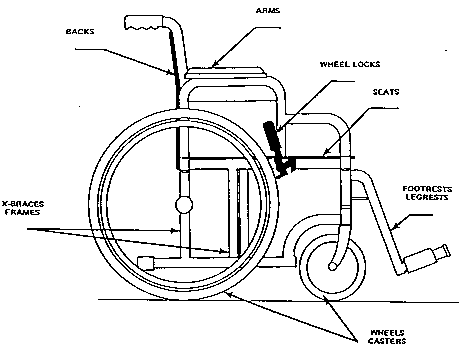 ARMS
BACKS
WHEEL LOCKS
SEATS
FOOTRESTS
LEGRESTS
X-BRACES
FRAMES
WHEELS
CASTERS